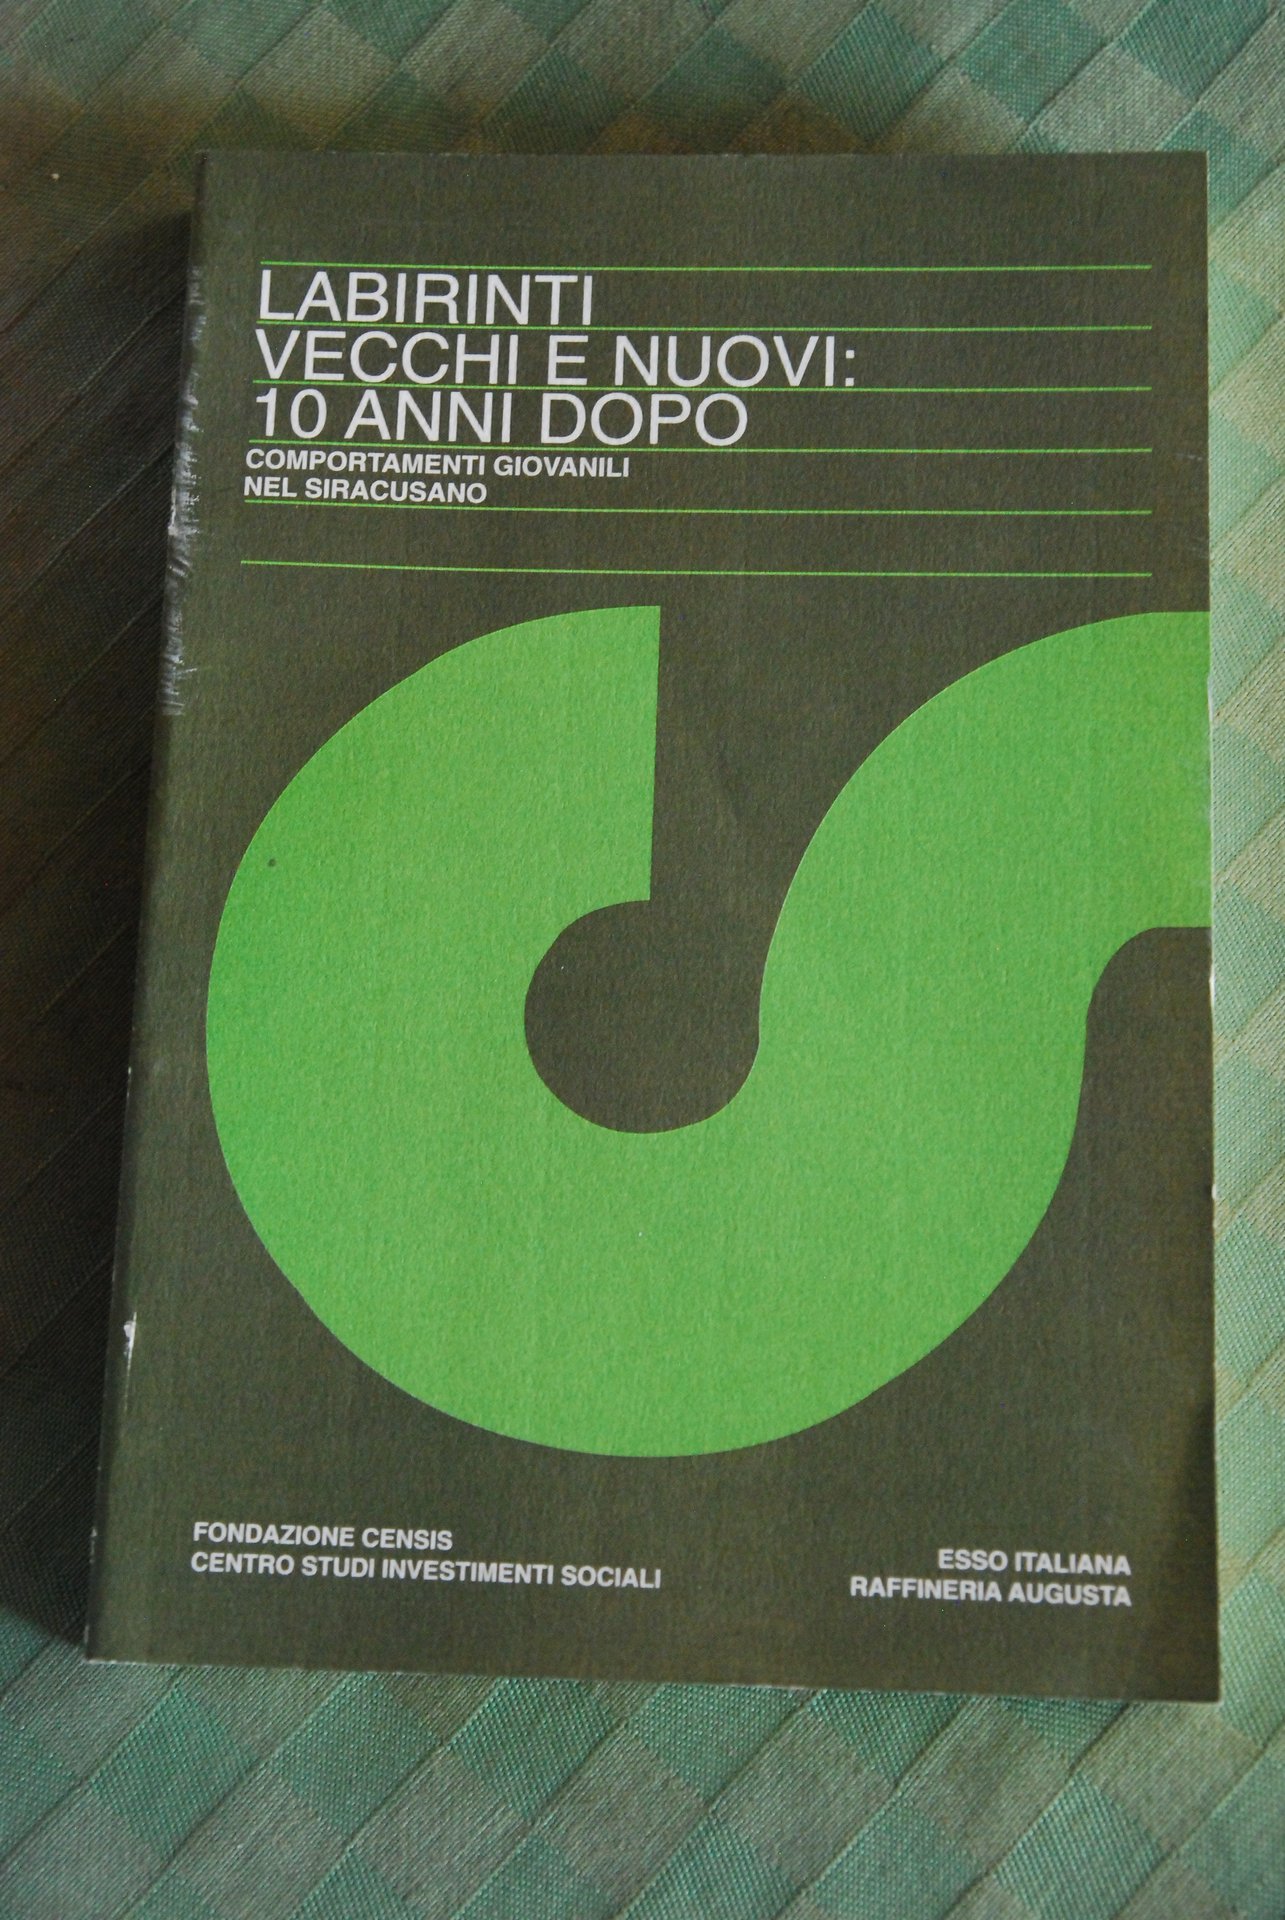 LABIRINTI
VECCHI E NUOVI:
10 ANNI DOPO
COMPORTAMENTI GIOVANILI
NEL SIRACUSANO
FONDAZIONE CENSIS
CENTRO STUDI INVESTIMENTI SOCIALI
ESSO ITALIANA
RAFFINERIA AUGUSTA